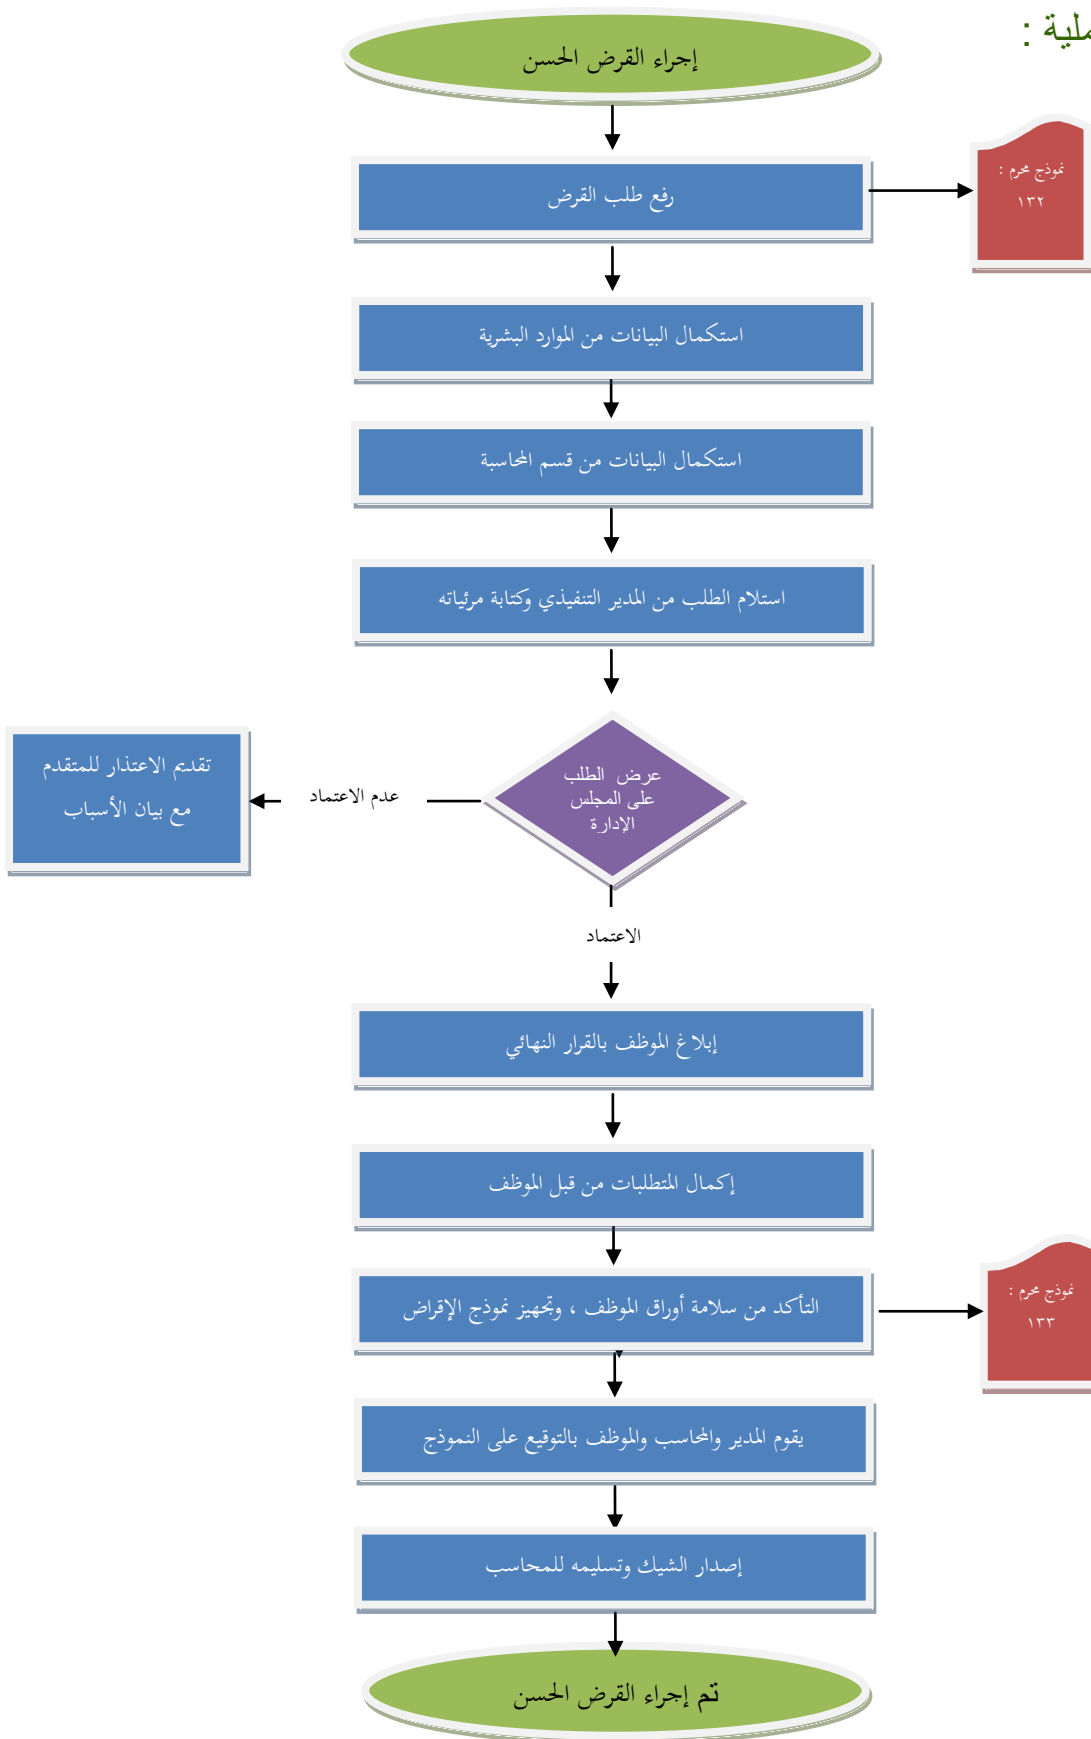 إجراء القرض الحسن
رفع طلب القرض
نموذج محرم :
١٣٢
استكمال البيانات من الموارد البشرية
استكمال البيانات من قسم المحاسبة
استلام الطلب من المدير التنفيذي وكتابة مرئياته
عرض الطلب
على المجلس
الإدارة
عدم الاعتماد
تقديم الاعتذار للمتقدم
مع بيان الأسباب
الاعتماد
إبلاغ الموظف بالقرار النهائي
إكمال المتطلبات من قبل الموظف
التأكد من سلامة أوراق الموظف ، وتجهيز نموذج الإقراض
نموذج محرم :
١٣٣
يقوم المدير والمحاسب والموظف بالتوقيع على النموذج
إصدار الشيك وتسليمه للمحاسب
تم إجراء القرض الحسن